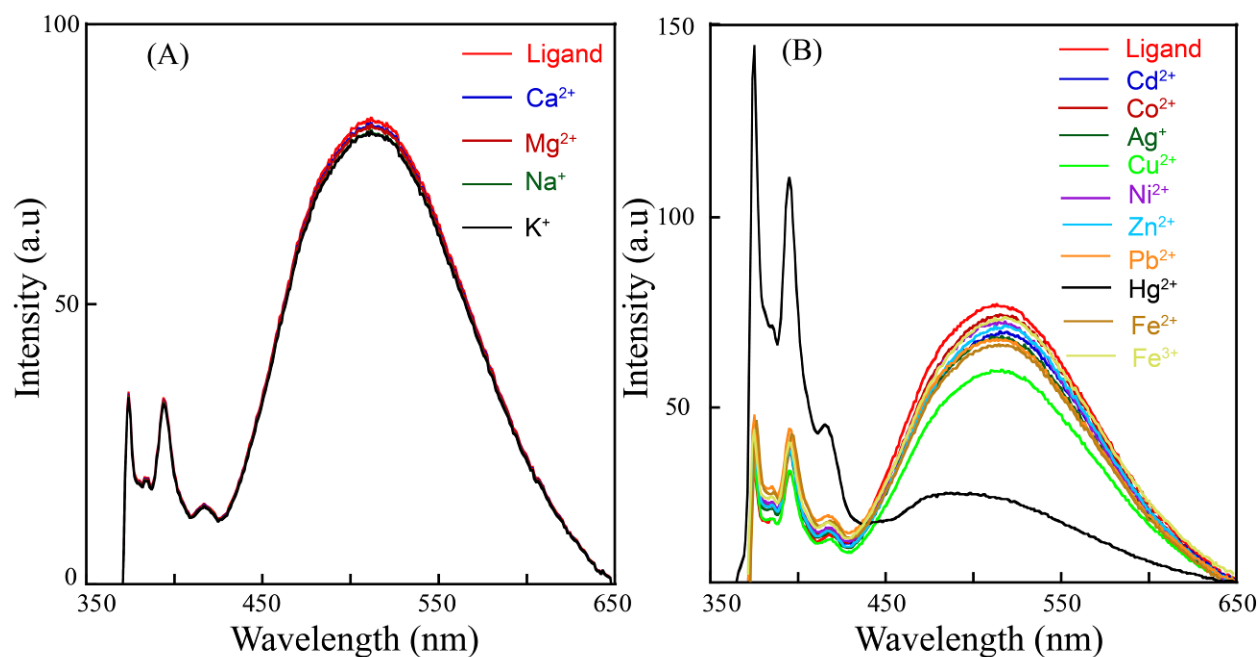 100
(A)
Ligand
Ca²⁺
Mg²⁺
Na⁺
K⁺
50
0
350
450
550
650
Intensity (a.u)
Wavelength (nm)
150
(B)
Ligand
Cd²⁺
Co²⁺
Ag⁺
Cu²⁺
Ni²⁺
Zn²⁺
Pb²⁺
Hg²⁺
Fe²⁺
Fe³⁺
100
50
350
450
550
650
Intensity (a.u)
Wavelength (nm)